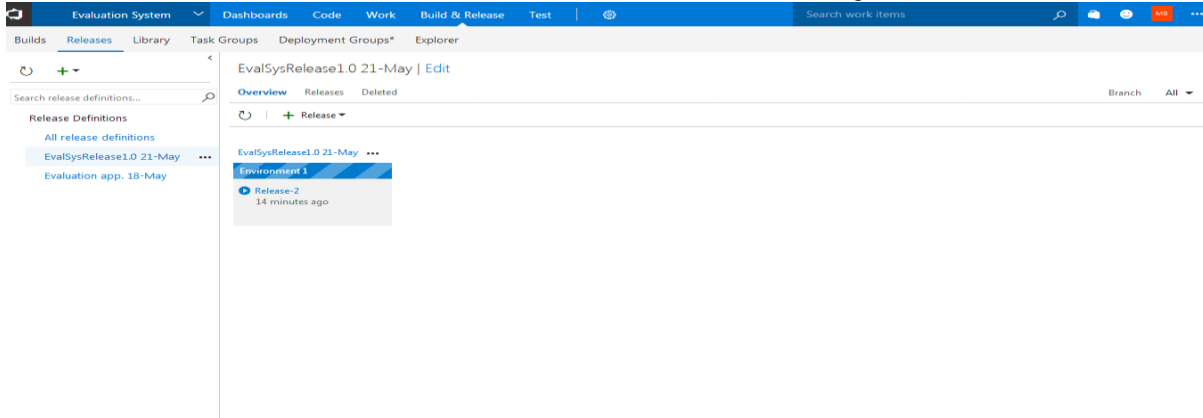 Evaluation System Dashboards Code Work Build & Release Test Search work items MB
Builds Releases Library Task Groups Deployment Groups* Explorer
EvalSysRelease1.0 21-May | Edit
Search release definitions...
Overview Releases Deleted Branch All
Release Definitions
+ Release
All release definitions
EvalSysRelease1.0 21-May ...
Evaluation app. 18-May
EvalSysRelease1.0 21-May ...
Environment 1
Release-2
14 minutes ago